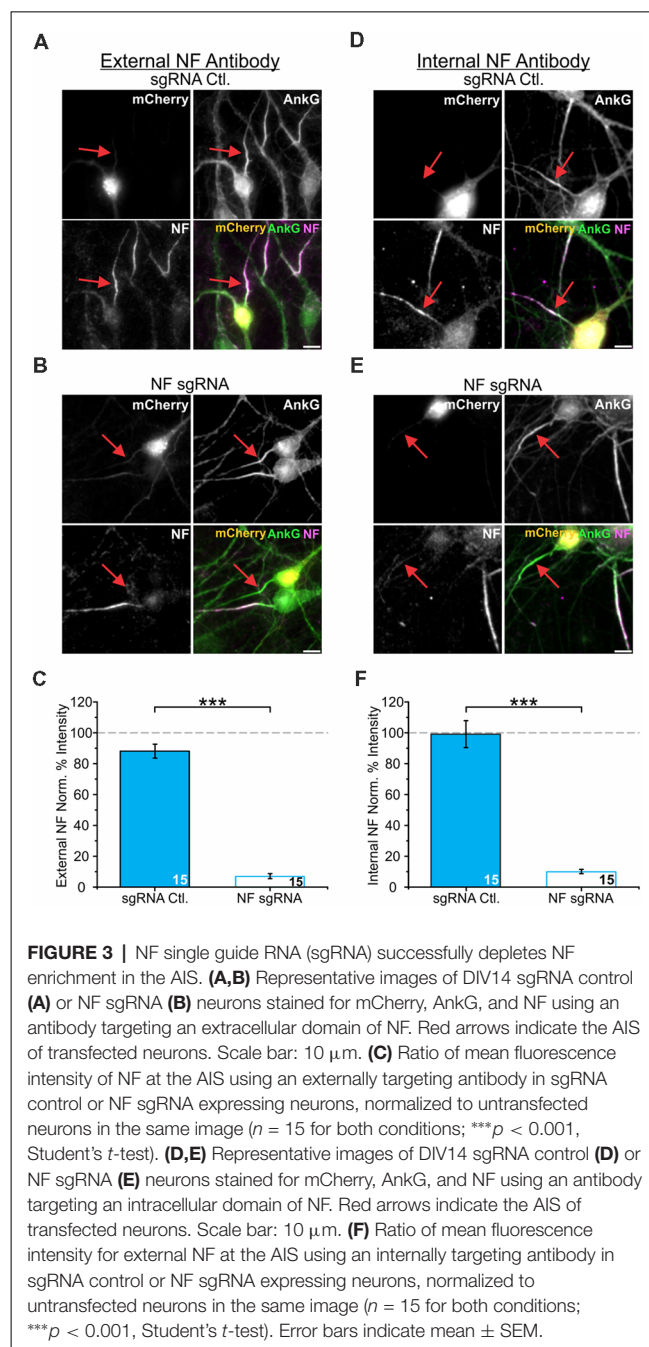 A
External NF Antibody
sgRNA Ctl.
mCherry
AnkG
NF
mCherry AnkG NF
B
NF sgRNA
mCherry
AnkG
NF
mCherry AnkG NF
C
120
100
80
60
40
20
0
External NF Norm. % Intensity
***
15
15
sgRNA Ctl.
NF sgRNA
D
Internal NF Antibody
sgRNA Ctl.
mCherry
AnkG
NF
mCherry AnkG NF
E
NF sgRNA
mCherry
AnkG
NF
mCherry AnkG NF
F
120
100
80
60
40
20
0
Internal NF Norm. % Intensity
***
15
15
sgRNA Ctl.
NF sgRNA
FIGURE 3 | NF single guide RNA (sgRNA) successfully depletes NF
enrichment in the AIS. (A,B) Representative images of DIV14 sgRNA control
(A) or NF sgRNA (B) neurons stained for mCherry, AnkG, and NF using an
antibody targeting an extracellular domain of NF. Red arrows indicate the AIS
of transfected neurons. Scale bar: 10 μm. (C) Ratio of mean fluorescence
intensity of NF at the AIS using an externally targeting antibody in sgRNA
control or NF sgRNA expressing neurons, normalized to untransfected
neurons in the same image (n = 15 for both conditions; ***p < 0.001,
Student's t-test). (D,E) Representative images of DIV14 sgRNA control (D) or
NF sgRNA (E) neurons stained for mCherry, AnkG, and NF using an antibody
targeting an intracellular domain of NF. Red arrows indicate the AIS of
transfected neurons. Scale bar: 10 μm. (F) Ratio of mean fluorescence
intensity for external NF at the AIS using an internally targeting antibody in
sgRNA control or NF sgRNA expressing neurons, normalized to
untransfected neurons in the same image (n = 15 for both conditions;
***p < 0.001, Student's t-test). Error bars indicate mean ± SEM.